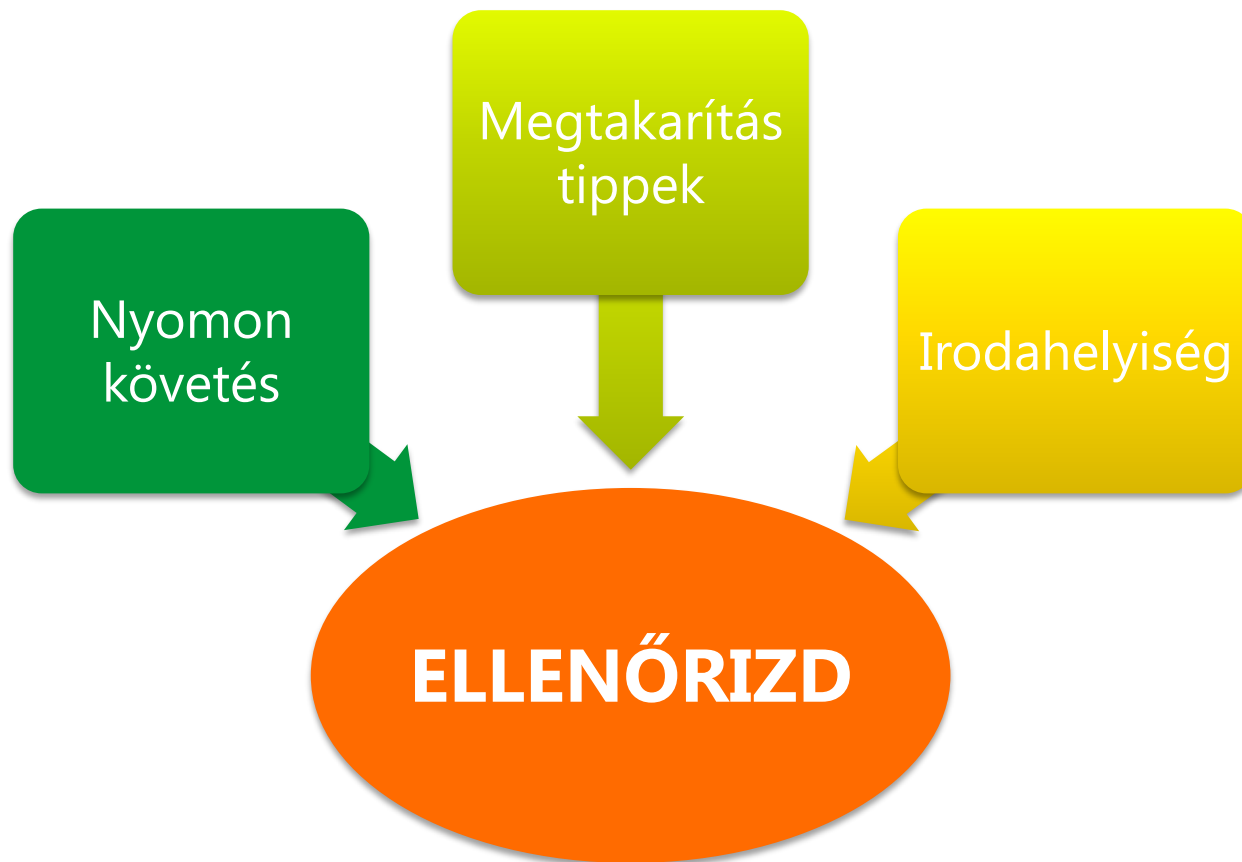 Megtakarítás
tippek
Nyomon
követés
Irodahelyiség
ELLENŐRIZD